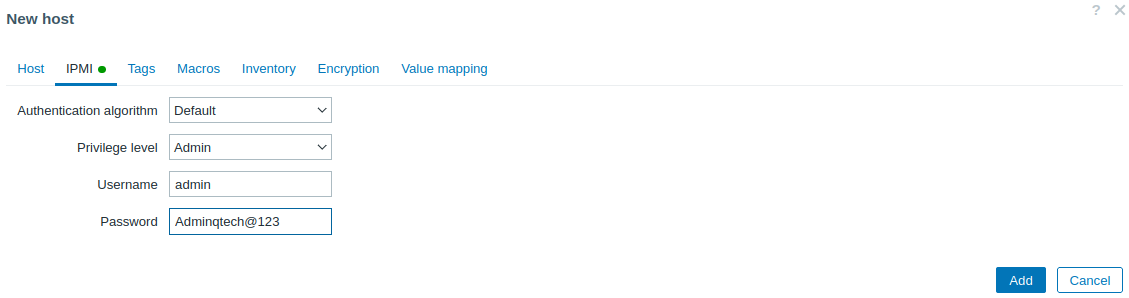 New host
?
Host IPMI Tags Macros Inventory Encryption Value mapping
Authentication algorithm Default
Privilege level Admin
Username admin
Password Adminqtech@123
Add Cancel